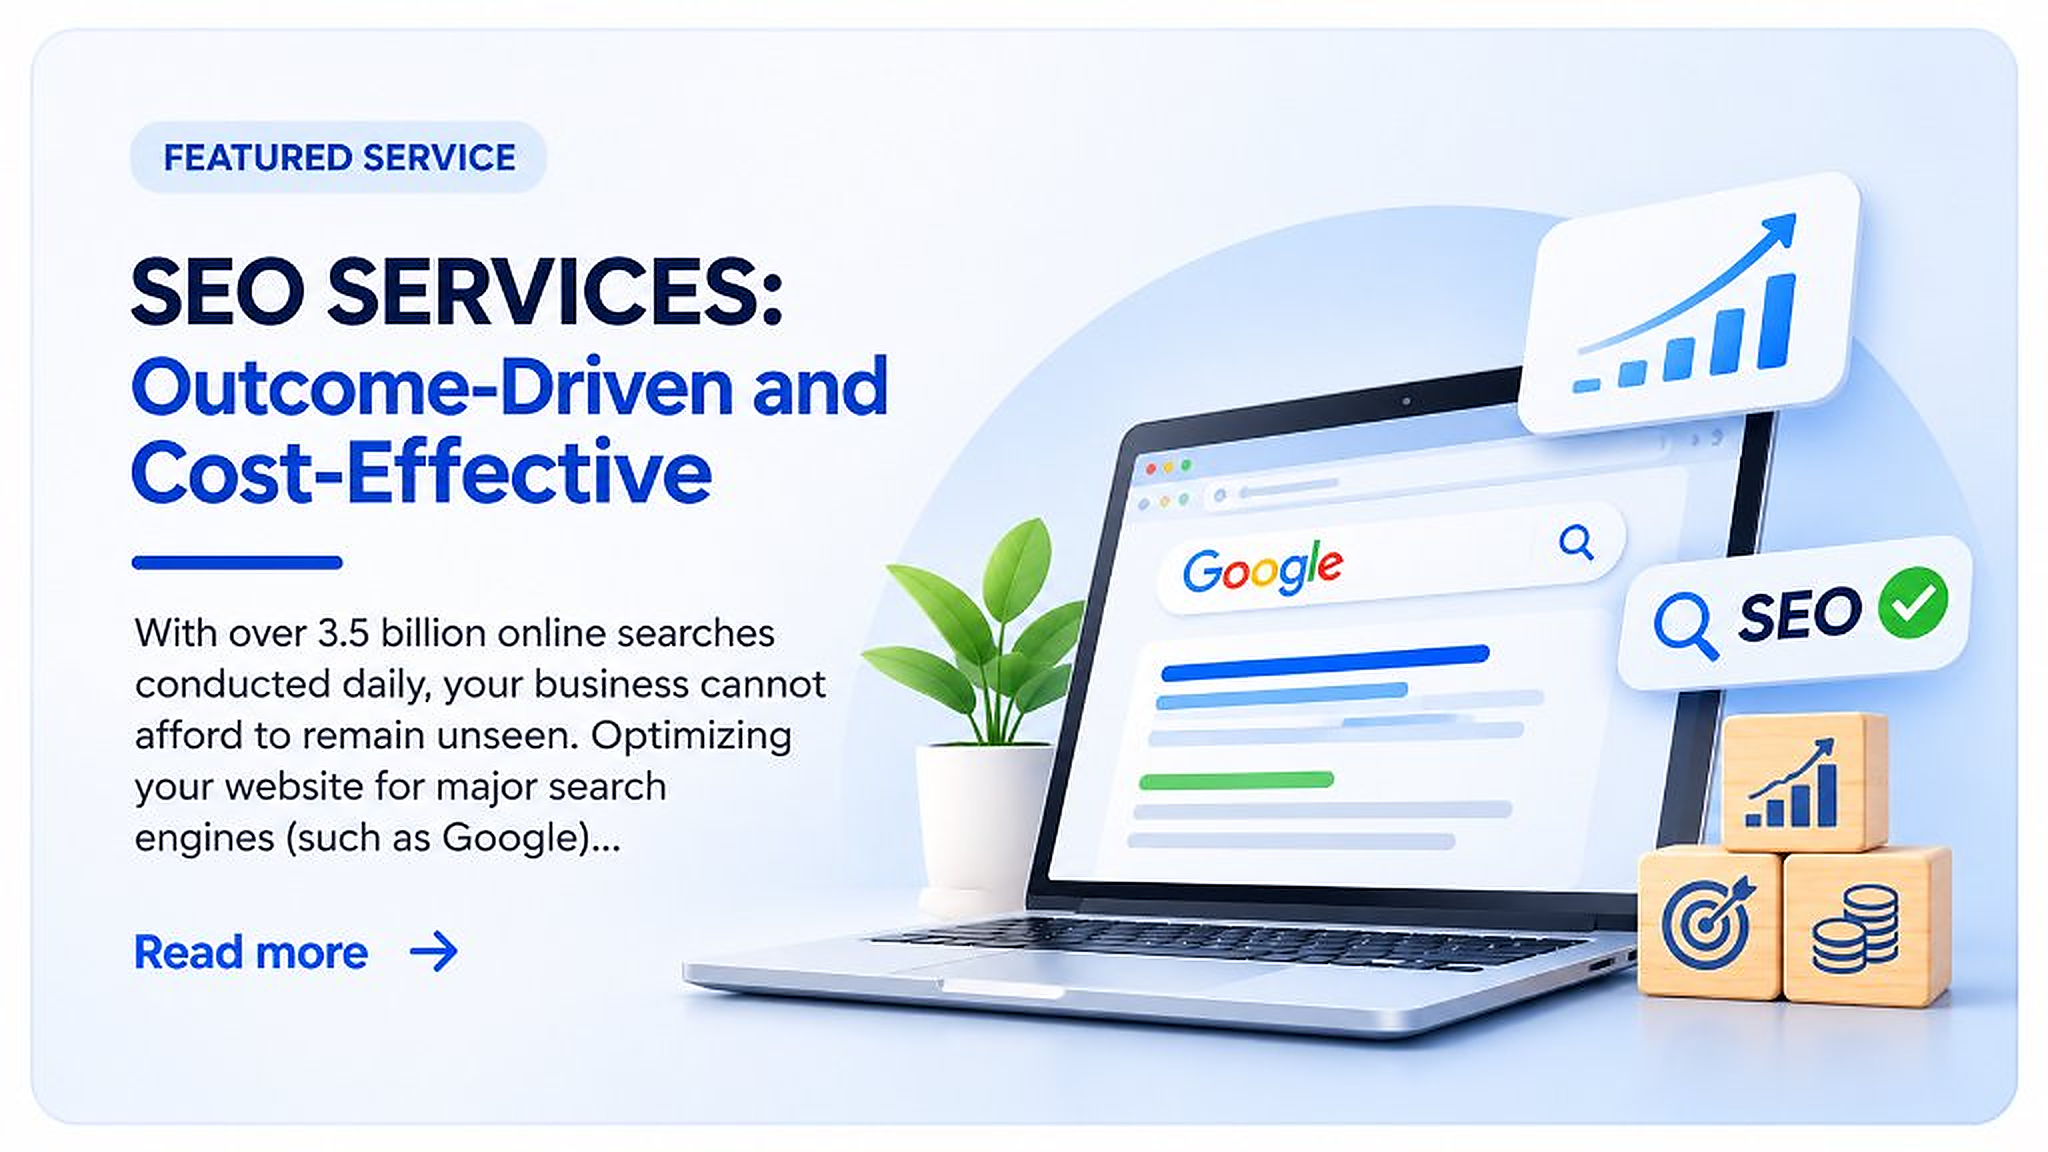 FEATURED SERVICE
SEO SERVICES:
Outcome-Driven and
Cost-Effective
With over 3.5 billion online searches
conducted daily, your business cannot
afford to remain unseen. Optimizing
your website for major search
engines (such as Google)...
Read more
Google
SEO